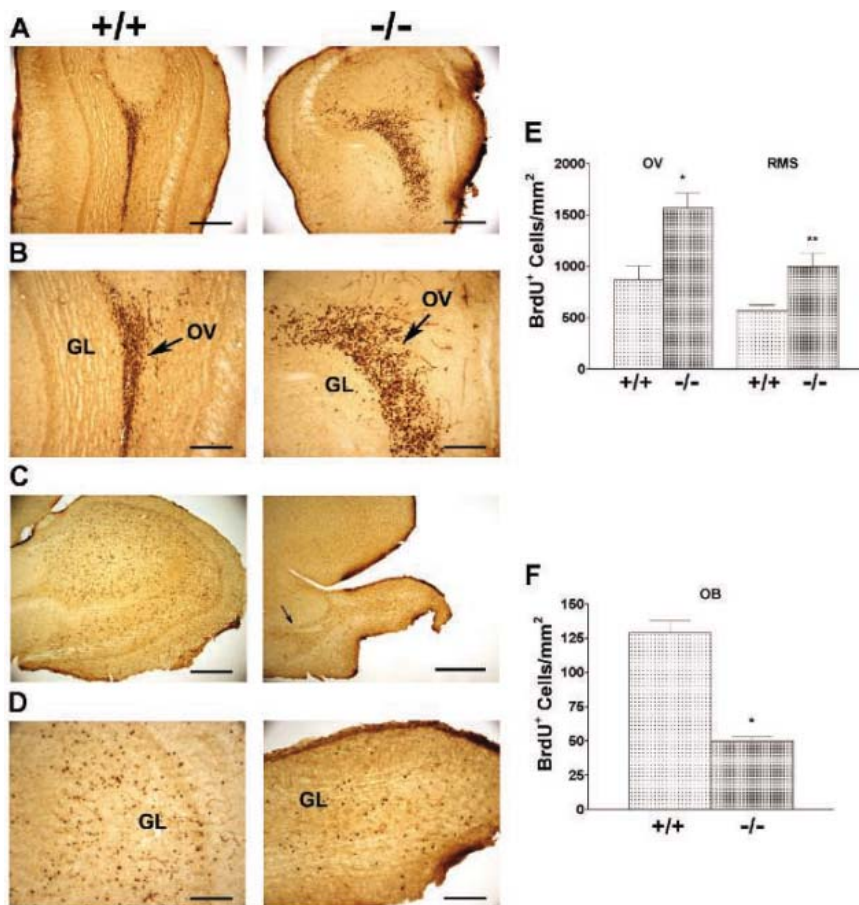 A
+/+
-/-
B
GL
OV
GL
OV
C
D
GL
GL
E
OV
*
RMS
**
BrdU+ Cells/mm²
2000
1500
1000
500
0
+/+
-/-
+/+
-/-
F
OB
*
BrdU+ Cells/mm²
150
125
100
75
50
25
0
+/+
-/-